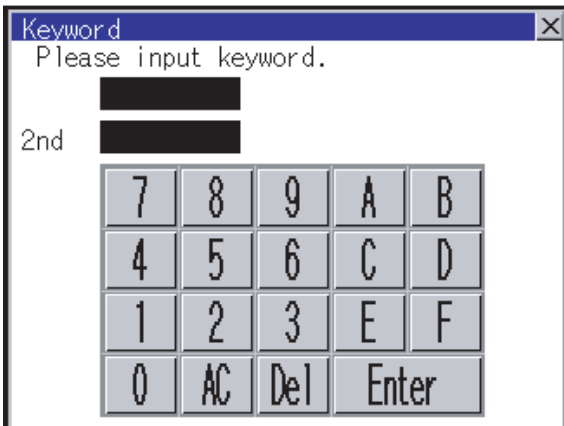 Keyword ×
Please input keyword.
2nd
7 8 9 A B
4 5 6 C D
1 2 3 E F
0 AC Del Enter